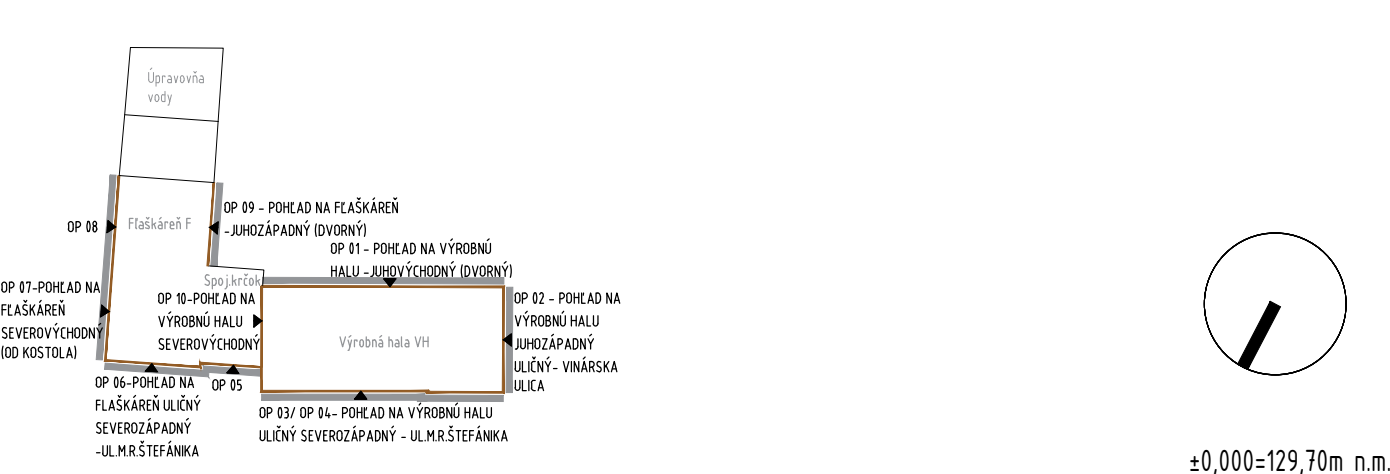 Úpravovňa
vody
OP 09 - POHĽAD NA FĽAŠKÁREŇ
-JUHOZÁPADNÝ (DVORNÝ)
OP 08
Fľaškáreň F
OP 01 - POHĽAD NA VÝROBNÚ
HALU -JUHOVÝCHODNÝ (DVORNÝ)
Spoj.krčok
OP 07-POHĽAD NA
FĽAŠKÁREŇ
SEVEROVÝCHODNÝ
(OD KOSTOLA)
OP 10-POHĽAD NA
VÝROBNÚ HALU
SEVEROVÝCHODNÝ
Výrobná hala VH
OP 02 - POHĽAD NA
VÝROBNÚ HALU
JUHOZÁPADNÝ
ULIČNÝ- VINÁRSKA
ULICA
OP 06-POHĽAD NA
FLAŠKÁREŇ ULIČNÝ
SEVEROZÁPADNÝ
-UL.M.R.ŠTEFÁNIKA
OP 05
OP 03/ OP 04- POHĽAD NA VÝROBNÚ HALU
ULIČNÝ SEVEROZÁPADNÝ - UL.M.R.ŠTEFÁNIKA
±0,000=129,70m n.m.